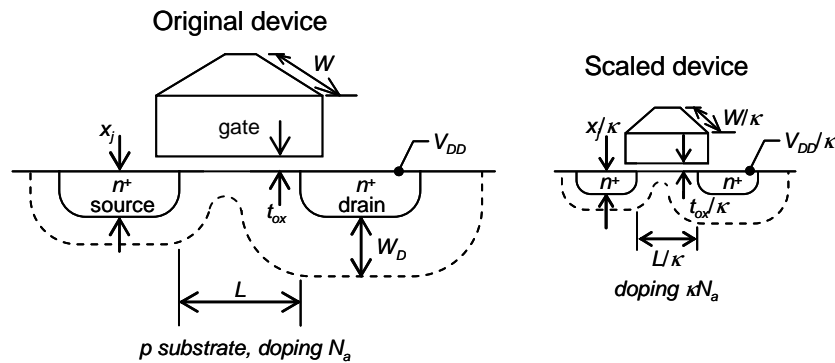 Original device
W
x_j
gate
V_DD
n+
source
t_ox
n+
drain
W_D
L
p substrate, doping N_a
Scaled device
W/κ
x_j/κ
V_DD/κ
n+
n+
t_ox/κ
L/κ
doping κN_a